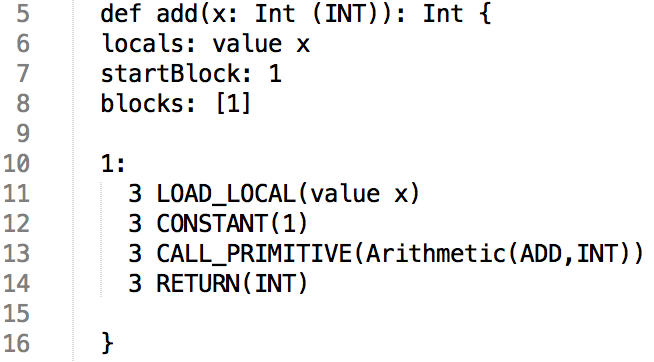 5 def add(x: Int (INT)): Int {
6 locals: value x
7 startBlock: 1
8 blocks: [1]
9
10 1:
11 3 LOAD_LOCAL(value x)
12 3 CONSTANT(1)
13 3 CALL_PRIMITIVE(Arithmetic(ADD,INT))
14 3 RETURN(INT)
15
16 }